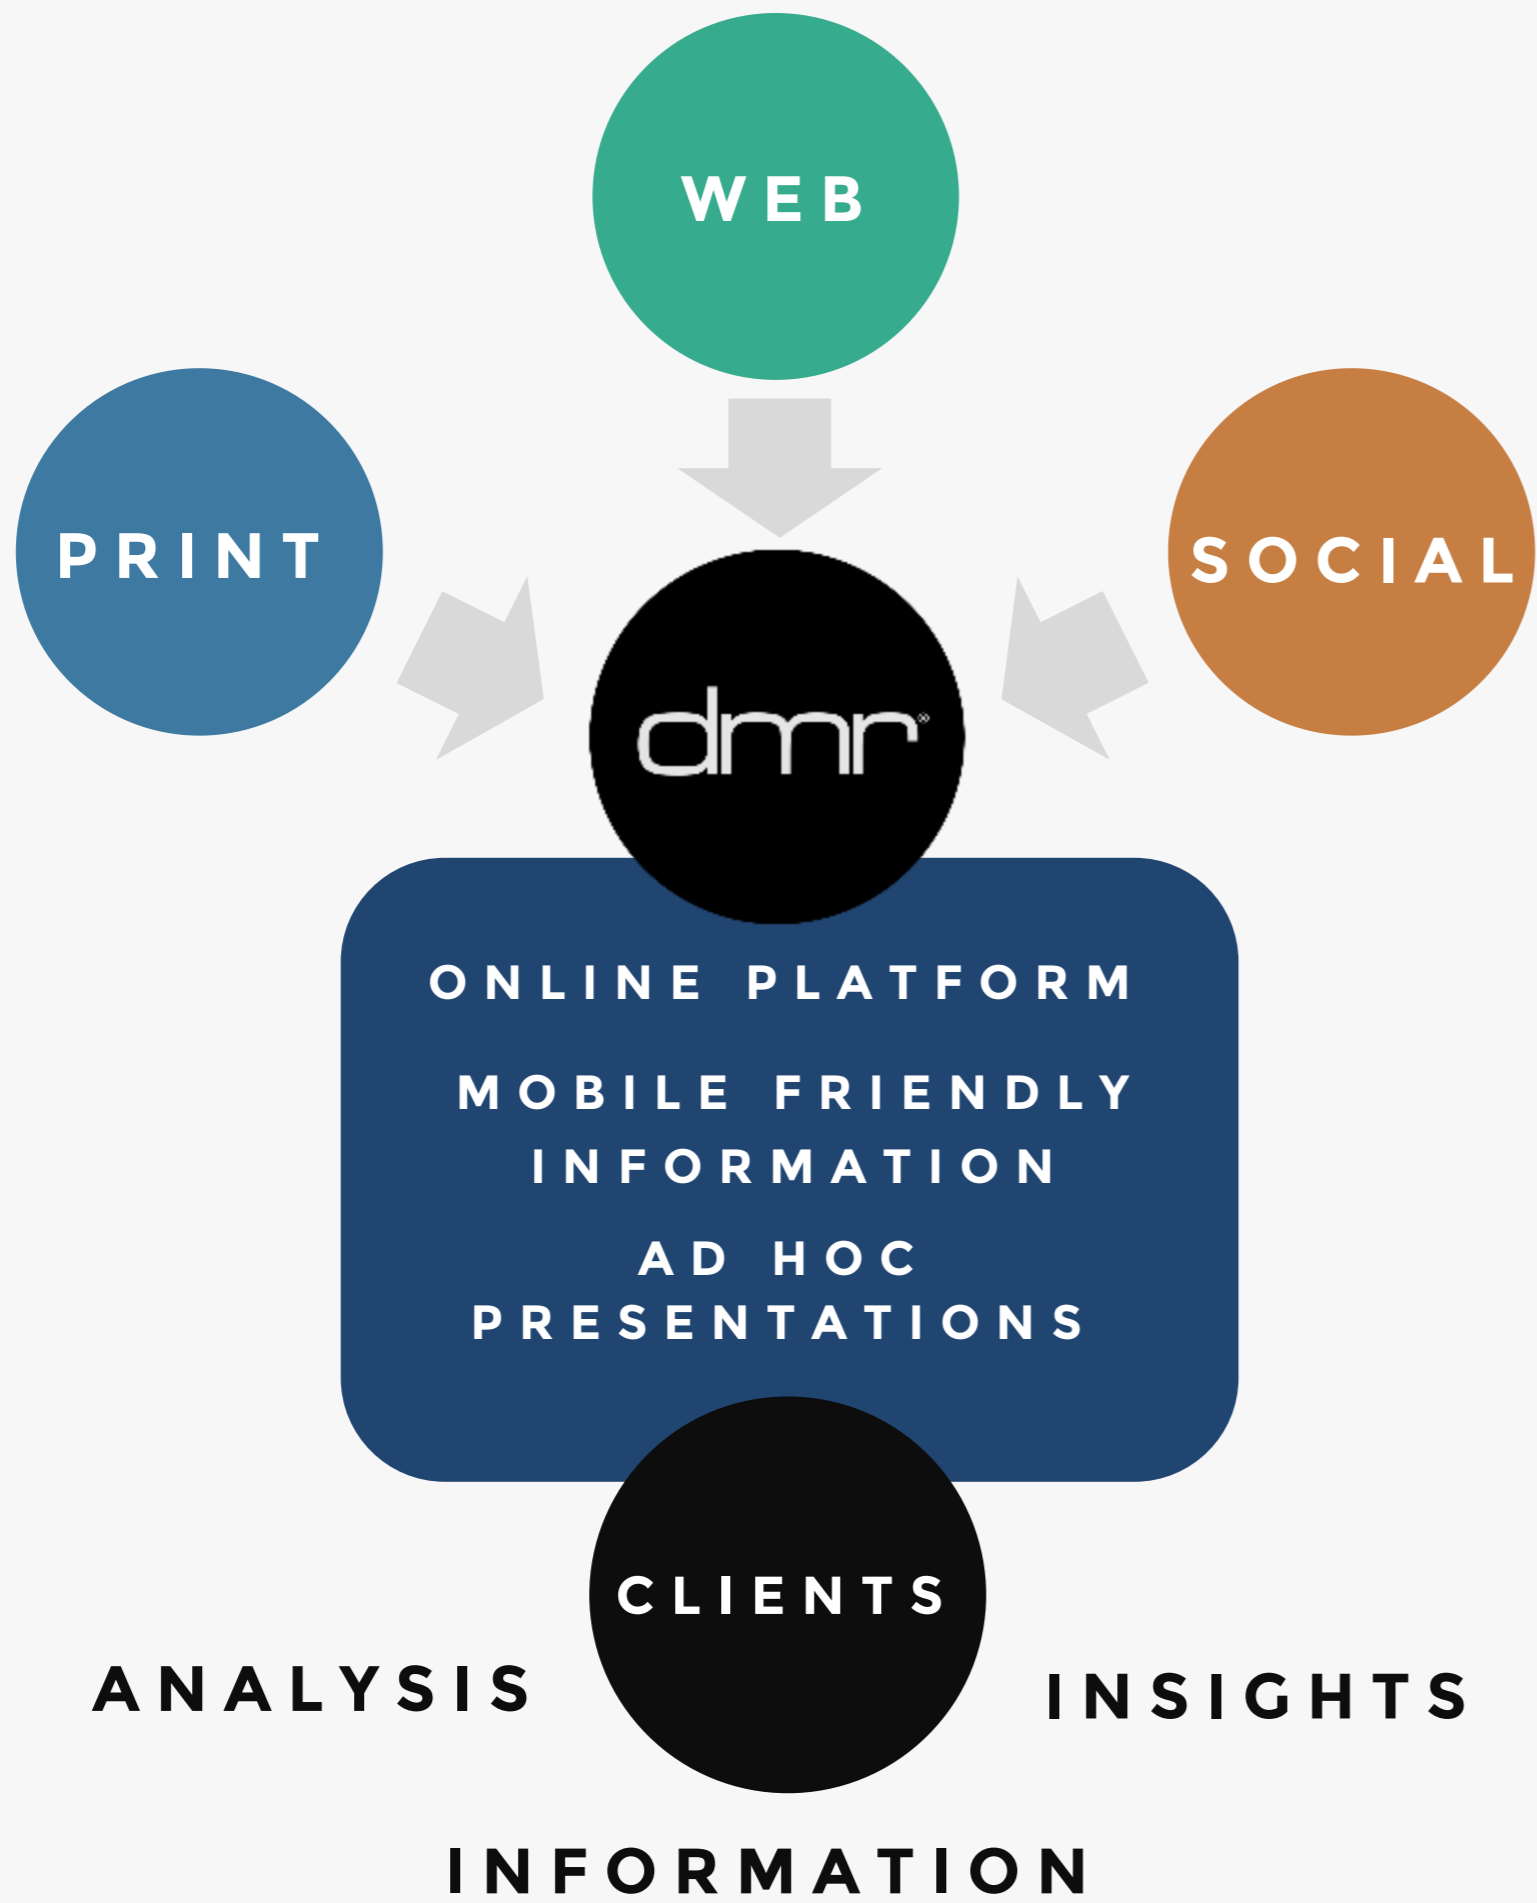 WEB
PRINT
SOCIAL
dmr®
ONLINE PLATFORM
MOBILE FRIENDLY
INFORMATION
AD HOC
PRESENTATIONS
CLIENTS
ANALYSIS
INSIGHTS
INFORMATION